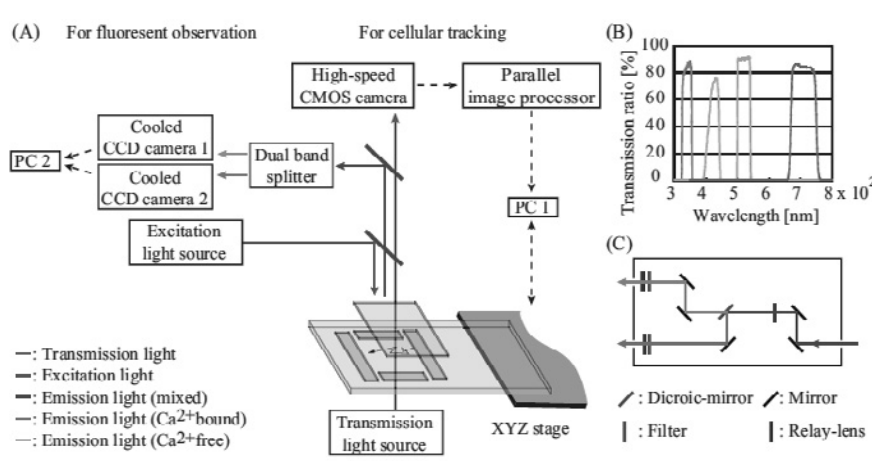 (A) For fluoresent observation For cellular tracking
High-speed
CMOS camera
Parallel
image processor
Cooled
CCD camera 1
Cooled
CCD camera 2
PC 2
Dual band
splitter
PC 1
Excitation
light source
Transmission
light source
XYZ stage
—: Transmission light
—: Excitation light
—: Emission light (mixed)
—: Emission light (Ca2+bound)
—: Emission light (Ca2+free)
(B)
Transmission ratio [%]
100
80
60
40
20
0
3 4 5 6 7 8 x 102
Wavelength [nm]
(C)
: Dicroic-mirror : Mirror
: Filter : Relay-lens